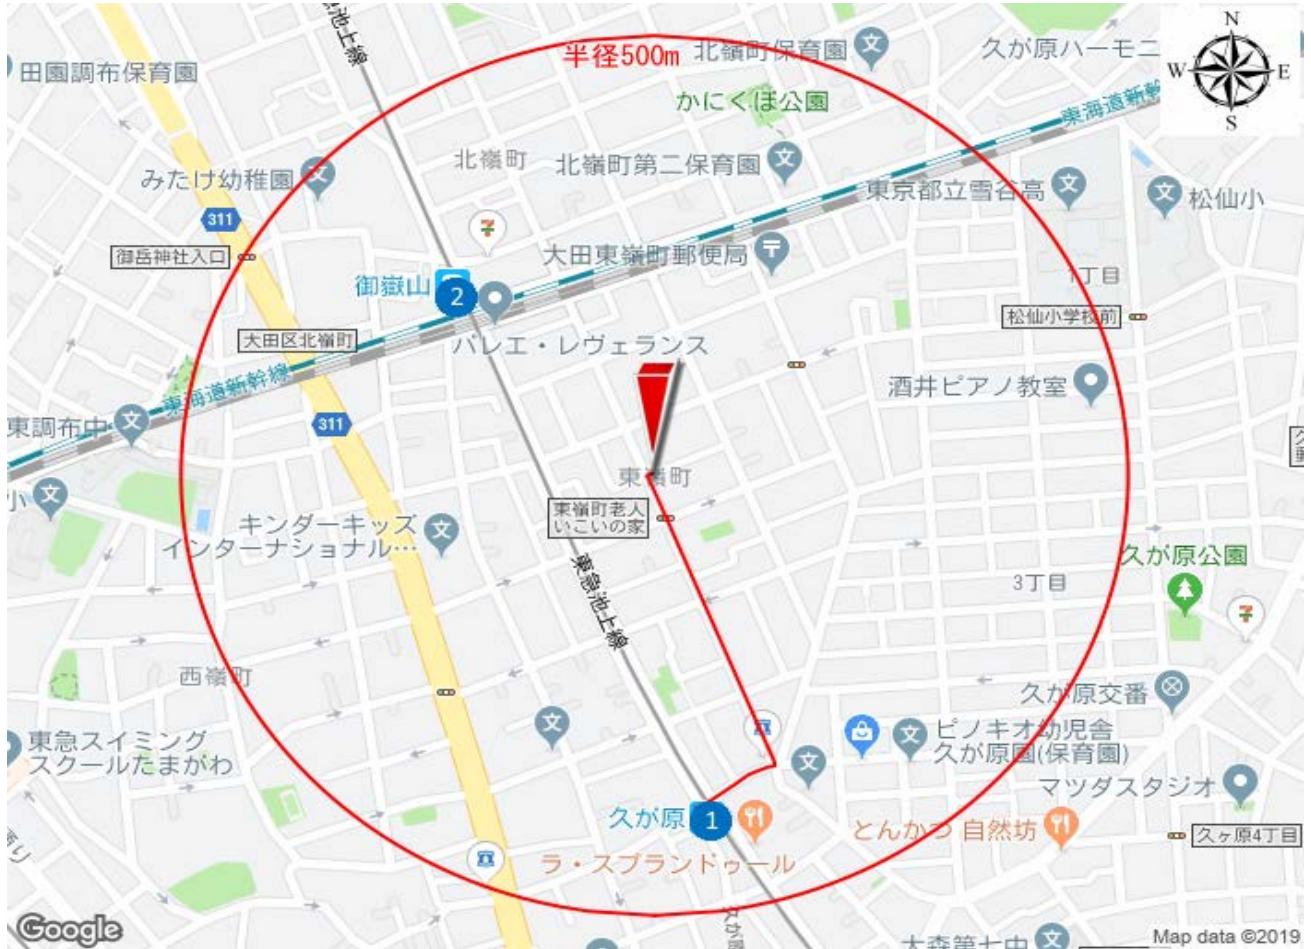 半径500m
北嶺町保育園
久が原ハーモニ
N
W
E
S
田園調布保育園
かにくぼ公園
東海道新幹
北嶺町
北嶺町第二保育園
みたけ幼稚園
東京都立雪谷高
松仙小
311
御岳神社入口
大田東嶺町郵便局
御嶽山
2
1丁目
大田区北嶺町
松仙小学校前
バレエ・レヴェランス
東海道新幹線
酒井ピアノ教室
東調布中
311
東嶺町
小
東嶺町老人
いこいの家
キンダーキッズ
インターナショナル…
久が原公園
東急池上線
3丁目
西嶺町
久が原交番
東急スイミング
スクールたまがわ
ピノキオ幼児舎
久が原園(保育園)
マツダスタジオ
久が原
1
とんかつ 自然坊
久ヶ原4丁目
ラ・スプランドゥール
Google
大森第七中
Map data ©2019